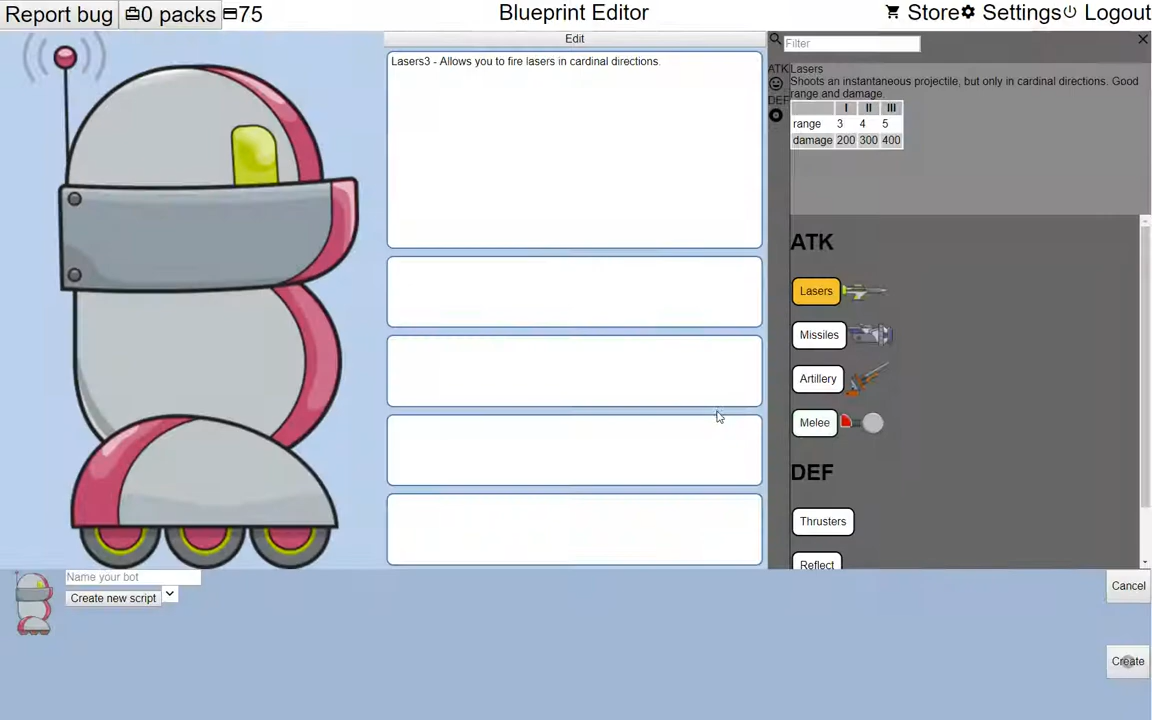 Report bug
0 packs
75
Blueprint Editor
Store
Settings
Logout
Edit
Filter
Lasers3 - Allows you to fire lasers in cardinal directions.
ATK
DEF
Lasers
Shoots an instantaneous projectile, but only in cardinal directions. Good
range and damage.
I II III
range 3 4 5
damage 200 300 400
ATK
Lasers
Missiles
Artillery
Melee
DEF
Thrusters
Reflect
Name your bot
Create new script
Cancel
Create